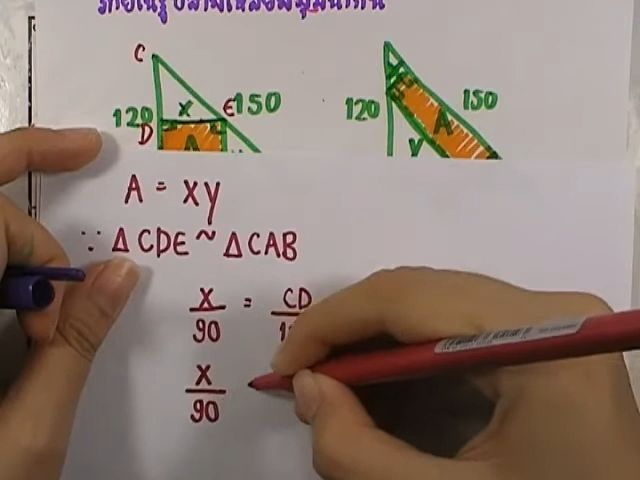 C
x E 150
120
D
A
120 150
A
y
A = xy
∵ ΔCDE ~ ΔCAB
x/90 = CD/
x/90